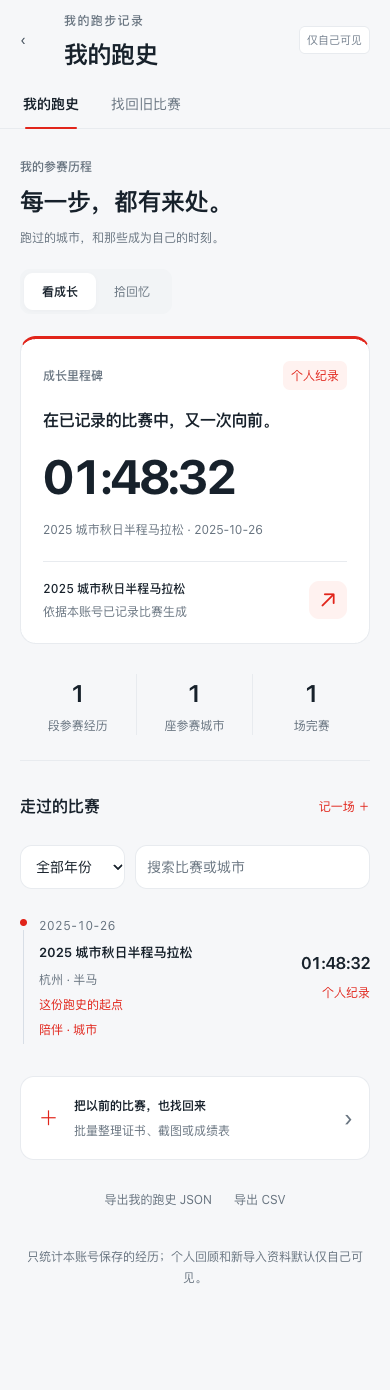 我的跑步记录
‹
我的跑史
仅自己可见
我的跑史
找回旧比赛
我的参赛历程
每一步，都有来处。
跑过的城市，和那些成为自己的时刻。
看成长
拾回忆
成长里程碑
个人纪录
在已记录的比赛中，又一次向前。
01:48:32
2025 城市秋日半程马拉松 · 2025-10-26
2025 城市秋日半程马拉松
依据本账号已记录比赛生成
1
段参赛经历
1
座参赛城市
1
场完赛
走过的比赛
记一场 ＋
全部年份
搜索比赛或城市
2025-10-26
2025 城市秋日半程马拉松
01:48:32
杭州 · 半马
个人纪录
这份跑史的起点
陪伴 · 城市
把以前的比赛，也找回来
批量整理证书、截图或成绩表
导出我的跑史 JSON
导出 CSV
只统计本账号保存的经历；个人回顾和新导入资料默认仅自己可
见。